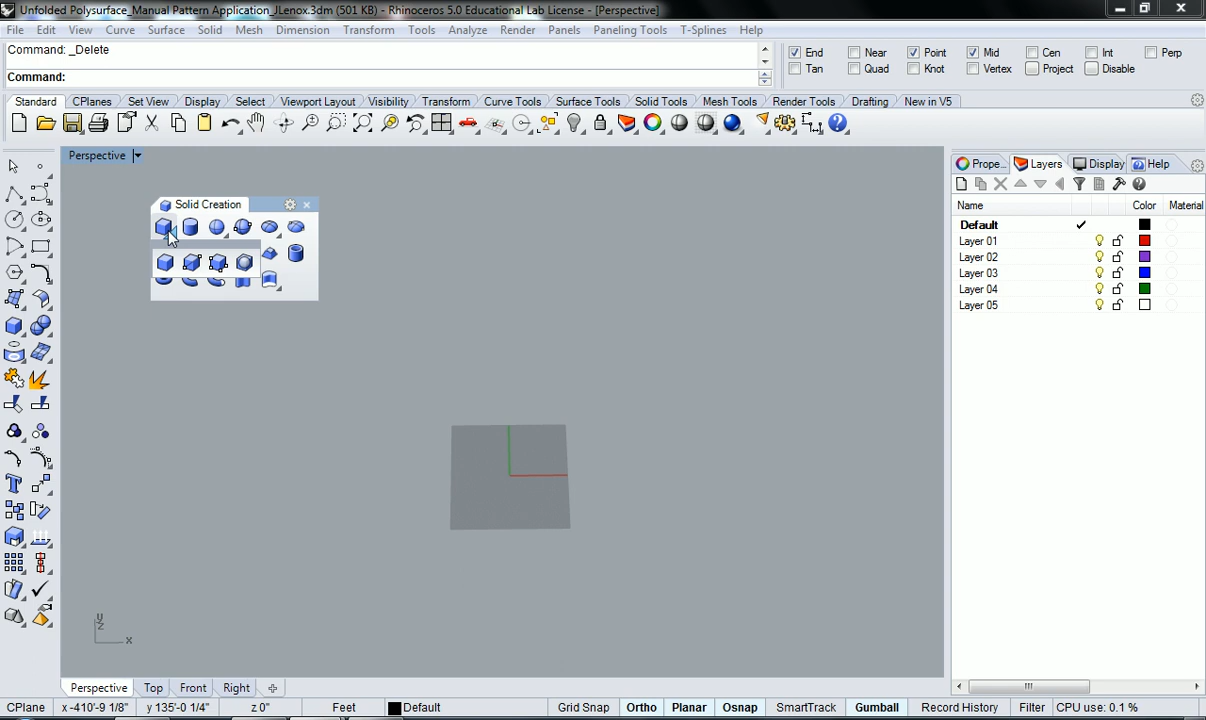 Unfolded Polysurface_Manual Pattern Application_JLenox.3dm (501 KB) - Rhinoceros 5.0 Educational Lab License - [Perspective]
File Edit View Curve Surface Solid Mesh Dimension Transform Tools Analyze Render Panels Paneling Tools T-Splines Help
Command: _Delete
Command:
End Near Point Mid Cen Int Perp
Tan Quad Knot Vertex Project Disable
Standard CPlanes Set View Display Select Viewport Layout Visibility Transform Curve Tools Surface Tools Solid Tools Mesh Tools Render Tools Drafting New in V5
Perspective
Prope... Layers Display Help
Solid Creation
Name Color Material
Default
Layer 01
Layer 02
Layer 03
Layer 04
Layer 05
z
x
Perspective Top Front Right
CPlane x -410'-9 1/8" y 135'-0 1/4" z 0" Feet Default Grid Snap Ortho Planar Osnap SmartTrack Gumball Record History Filter CPU use: 0.1 %